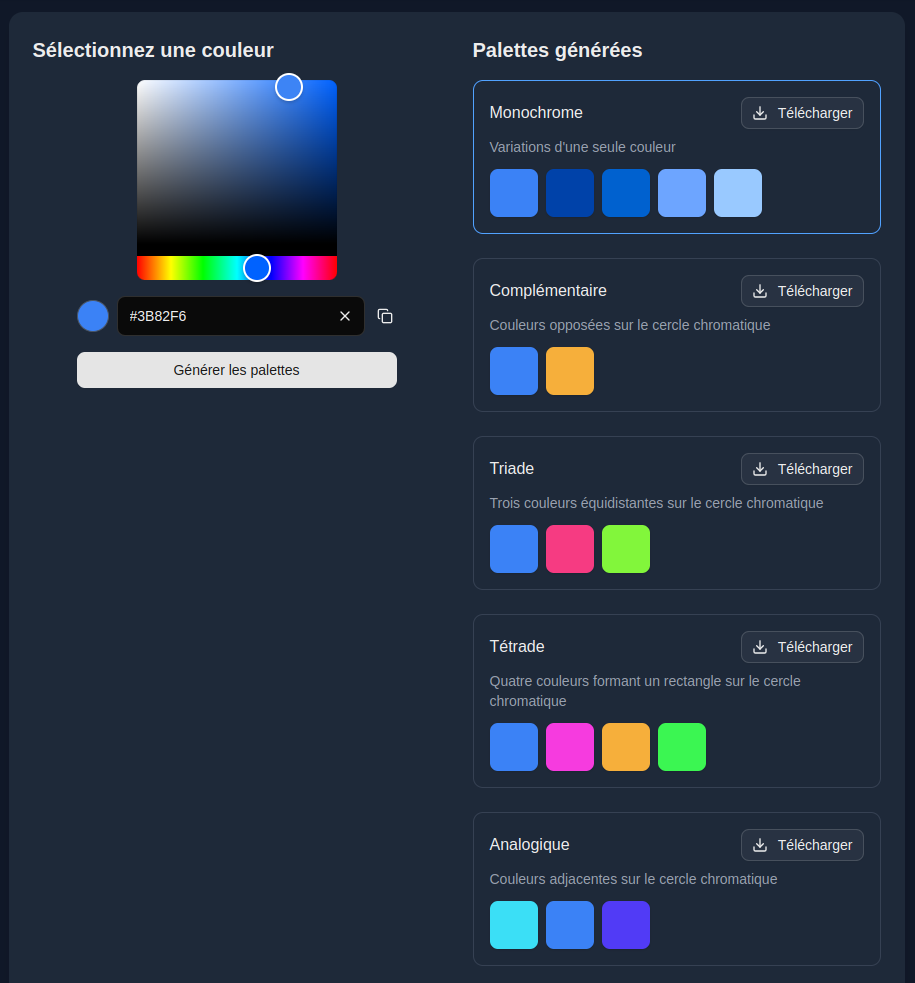 Sélectionnez une couleur
#3B82F6
Générer les palettes
Palettes générées
Monochrome
Télécharger
Variations d'une seule couleur
Complémentaire
Télécharger
Couleurs opposées sur le cercle chromatique
Triade
Télécharger
Trois couleurs équidistantes sur le cercle chromatique
Tétrade
Télécharger
Quatre couleurs formant un rectangle sur le cercle
chromatique
Analogique
Télécharger
Couleurs adjacentes sur le cercle chromatique